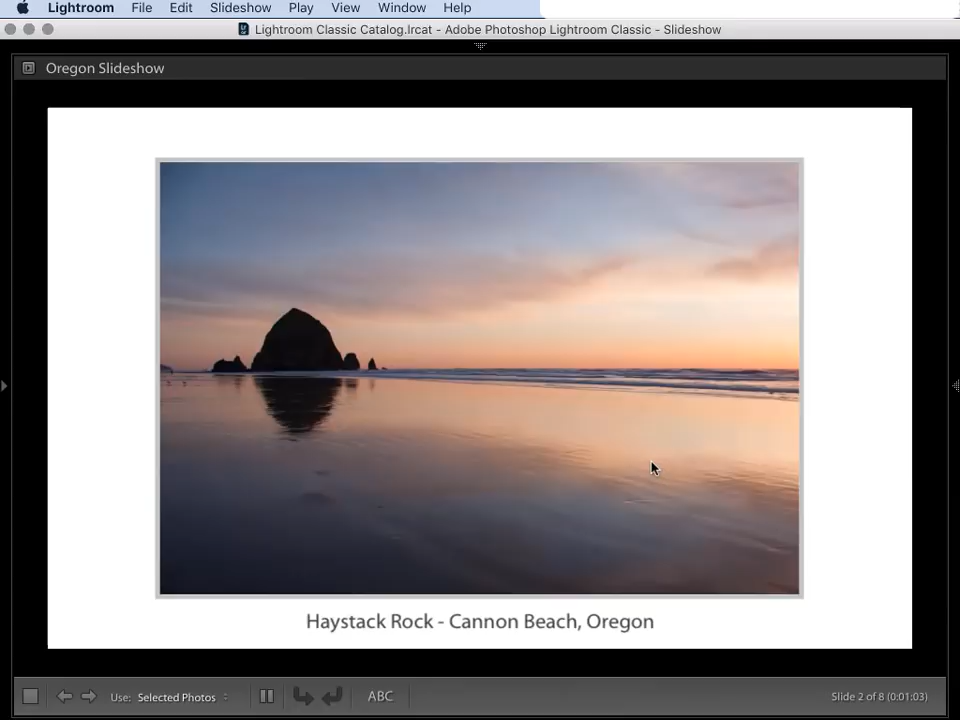 Lightroom File Edit Slideshow Play View Window Help
Lightroom Classic Catalog.lrcat - Adobe Photoshop Lightroom Classic - Slideshow
Oregon Slideshow
Haystack Rock - Cannon Beach, Oregon
Use: Selected Photos ABC Slide 2 of 8 (0:01:03)